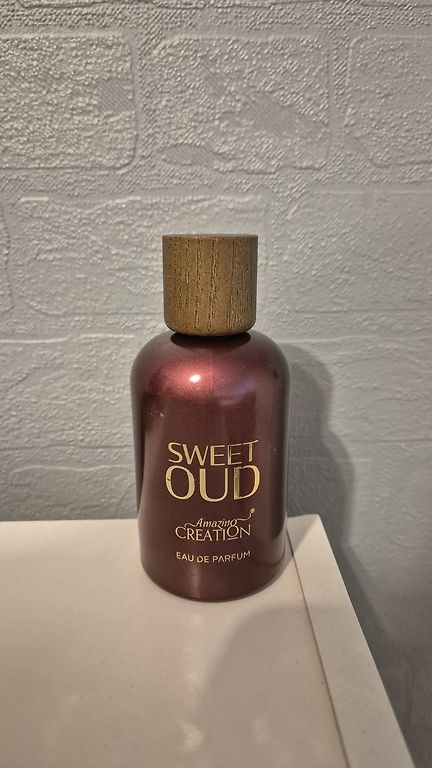 SWEET
OUD
Amazing ®
CREATION
EAU DE PARFUM